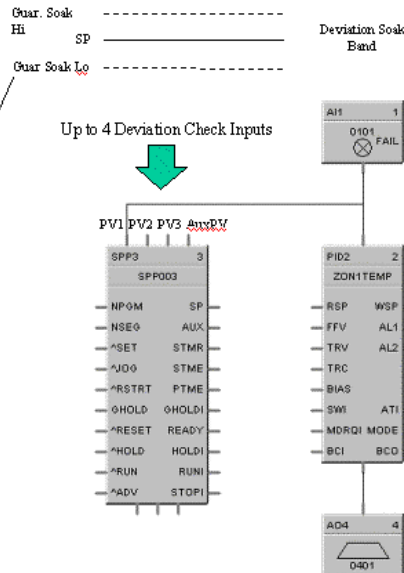 Guar. Soak
Hi
SP
Guar Soak Lo
Deviation Soak
Band
Up to 4 Deviation Check Inputs
AI1 1
0101
FAIL
PV1 PV2 PV3 AuxPV
SPP3 3
SPP003
NPGM SP
NSEG AUX
^SET STMR
^JOG STME
^RSTRT PTME
GHOLD GHOLDI
^RESET READY
^HOLD HOLDI
^RUN RUNI
^ADV STOPI
PID2 2
ZON1TEMP
RSP WSP
FFV AL1
TRV AL2
TRC
BIAS
SWI ATI
MDRQI MODE
BCI BCO
AO4 4
0401